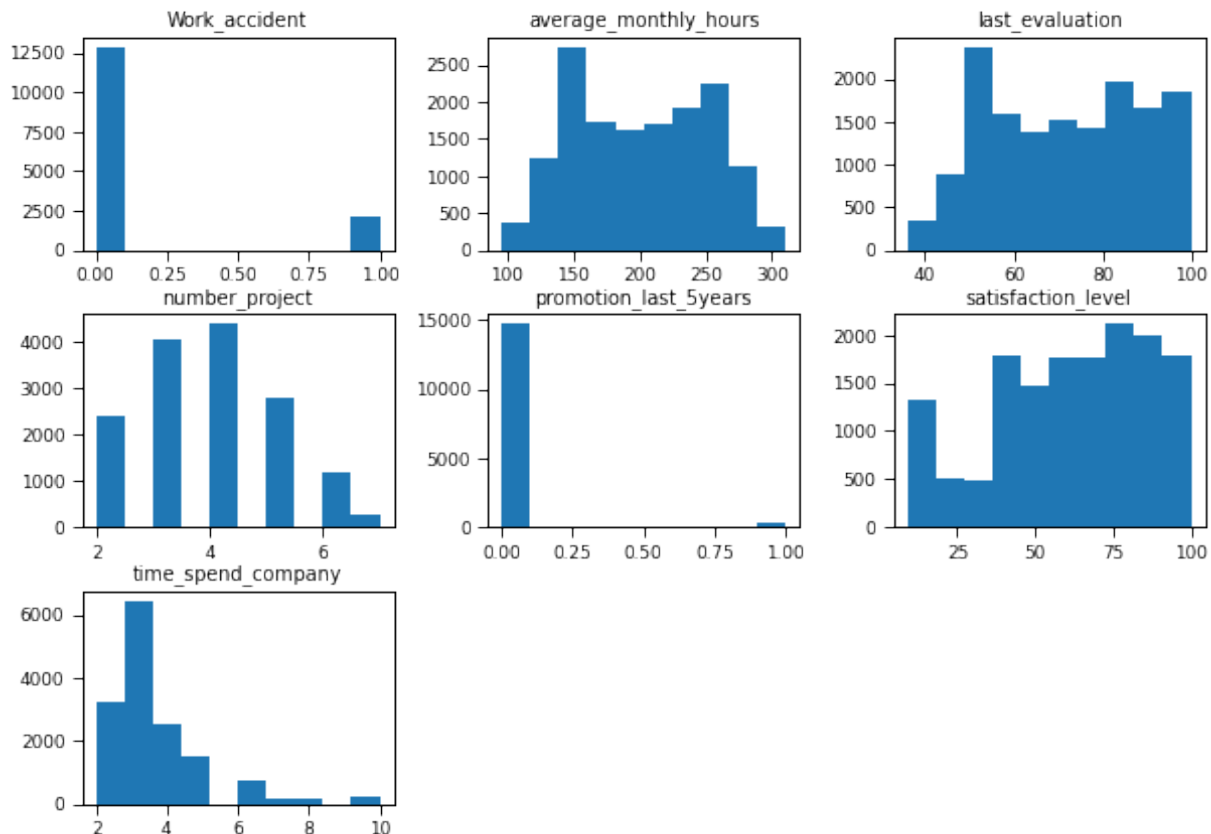 Work_accident
12500
10000
7500
5000
2500
0
0.00 0.25 0.50 0.75 1.00
average_monthly_hours
2500
2000
1500
1000
500
0
100 150 200 250 300
last_evaluation
2000
1500
1000
500
0
40 60 80 100
number_project
4000
3000
2000
1000
0
2 4 6
promotion_last_5years
15000
10000
5000
0
0.00 0.25 0.50 0.75 1.00
satisfaction_level
2000
1500
1000
500
0
25 50 75 100
time_spend_company
6000
4000
2000
0
2 4 6 8 10